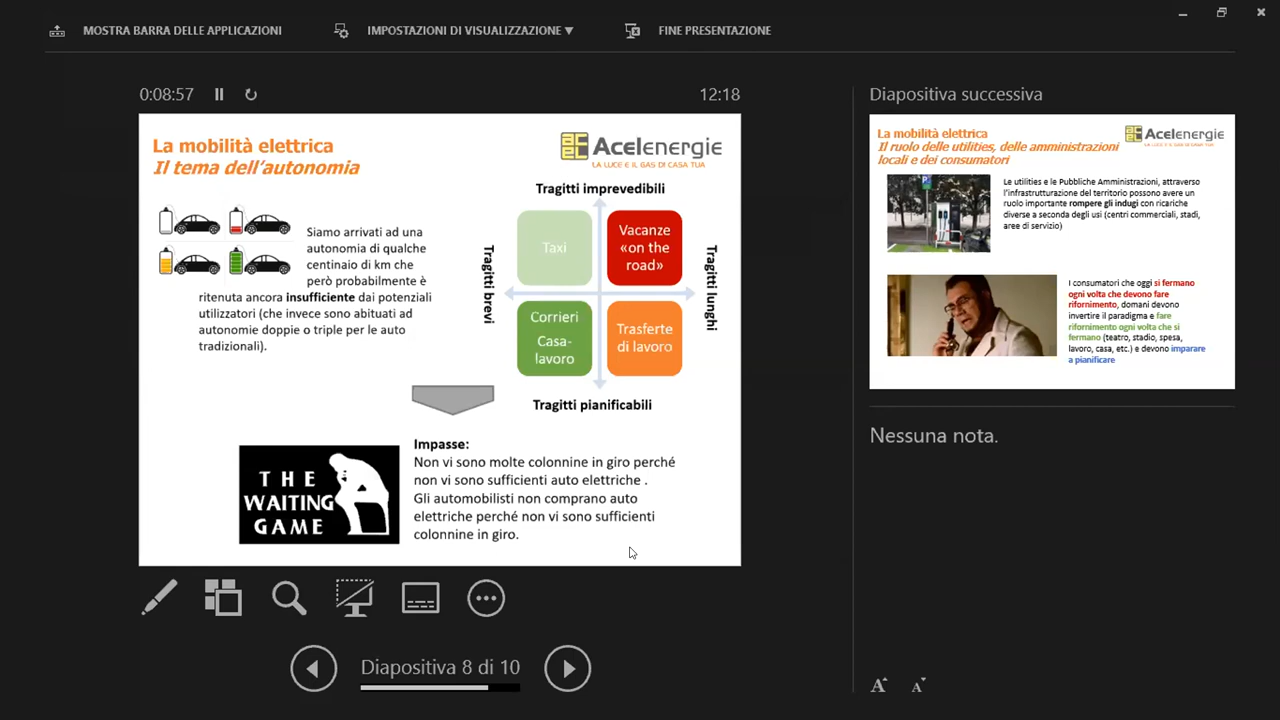 MOSTRA BARRA DELLE APPLICAZIONI
IMPOSTAZIONI DI VISUALIZZAZIONE ▼
FINE PRESENTAZIONE
0:08:57
12:18
La mobilità elettrica
Il tema dell'autonomia
Acelenergie
LA LUCE E IL GAS DI CASA TUA
Siamo arrivati ad una
autonomia di qualche
centinaio di km che
però probabilmente è
ritenuta ancora insufficiente dai potenziali
utilizzatori (che invece sono abituati ad
autonomie doppie o triple per le auto
tradizionali).
Tragitti imprevedibili
Tragitti brevi
Taxi
Vacanze
«on the
road»
Tragitti lunghi
Corrieri
Casa-
lavoro
Trasferte
di lavoro
Tragitti pianificabili
THE
WAITING
GAME
Impasse:
Non vi sono molte colonnine in giro perché
non vi sono sufficienti auto elettriche .
Gli automobilisti non comprano auto
elettriche perché non vi sono sufficienti
colonnine in giro.
Diapositiva 8 di 10
Diapositiva successiva
La mobilità elettrica
Il ruolo delle utilities, delle amministrazioni
locali e dei consumatori
Acelenergie
LA LUCE E IL GAS DI CASA TUA
P
Le utilities e le Pubbliche Amministrazioni, attraverso
l'infrastrutturazione del territorio possono avere un
ruolo importante rompere gli indugi con ricariche
diverse a seconda degli usi (centri commerciali, stadi,
aree di servizio)
I consumatori che oggi si fermano
ogni volta che devono fare
rifornimento, domani devono
invertire il paradigma e fare
rifornimento ogni volta che si
fermano (teatro, stadio, spesa,
lavoro, casa, etc.) e devono imparare
a pianificare
Nessuna nota.
A A